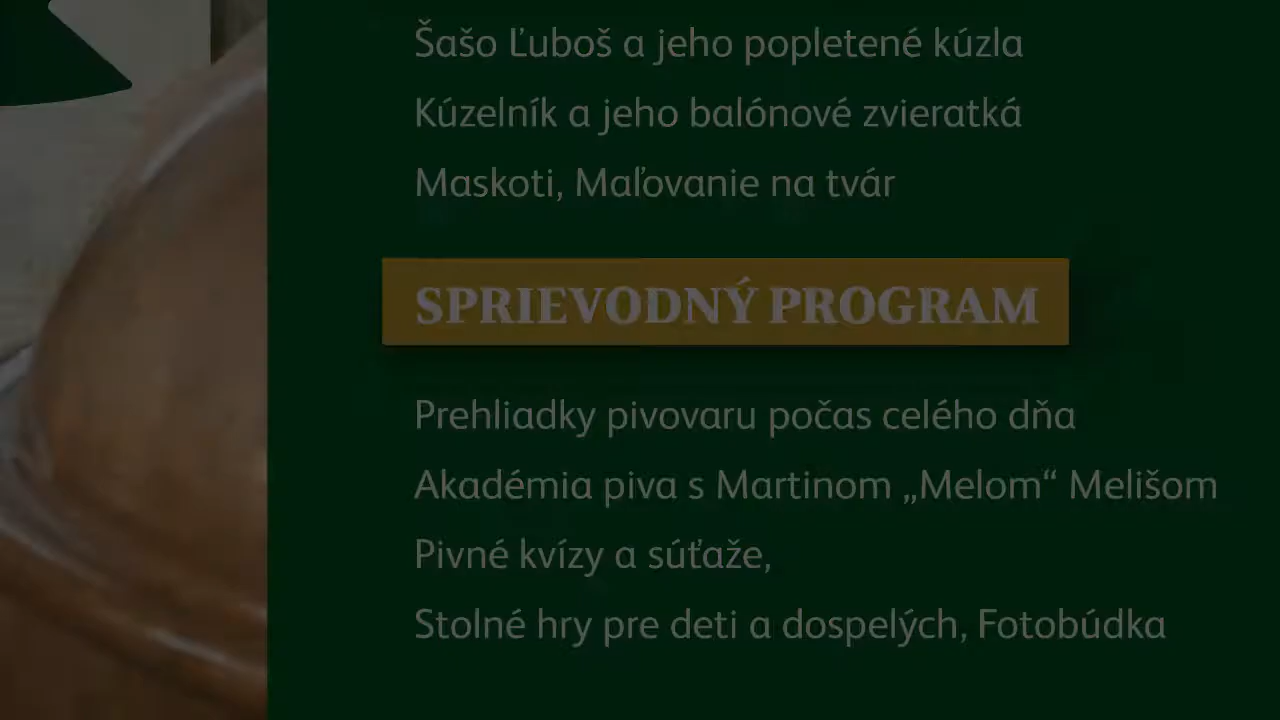 Šašo Ľuboš a jeho popletené kúzla
Kúzelník a jeho balónové zvieratká
Maskoti, Maľovanie na tvár
SPRIEVODNÝ PROGRAM
Prehliadky pivovaru počas celého dňa
Akadémia piva s Martinom „Melom“ Melišom
Pivné kvízy a súťaže,
Stolné hry pre deti a dospelých, Fotobúdka